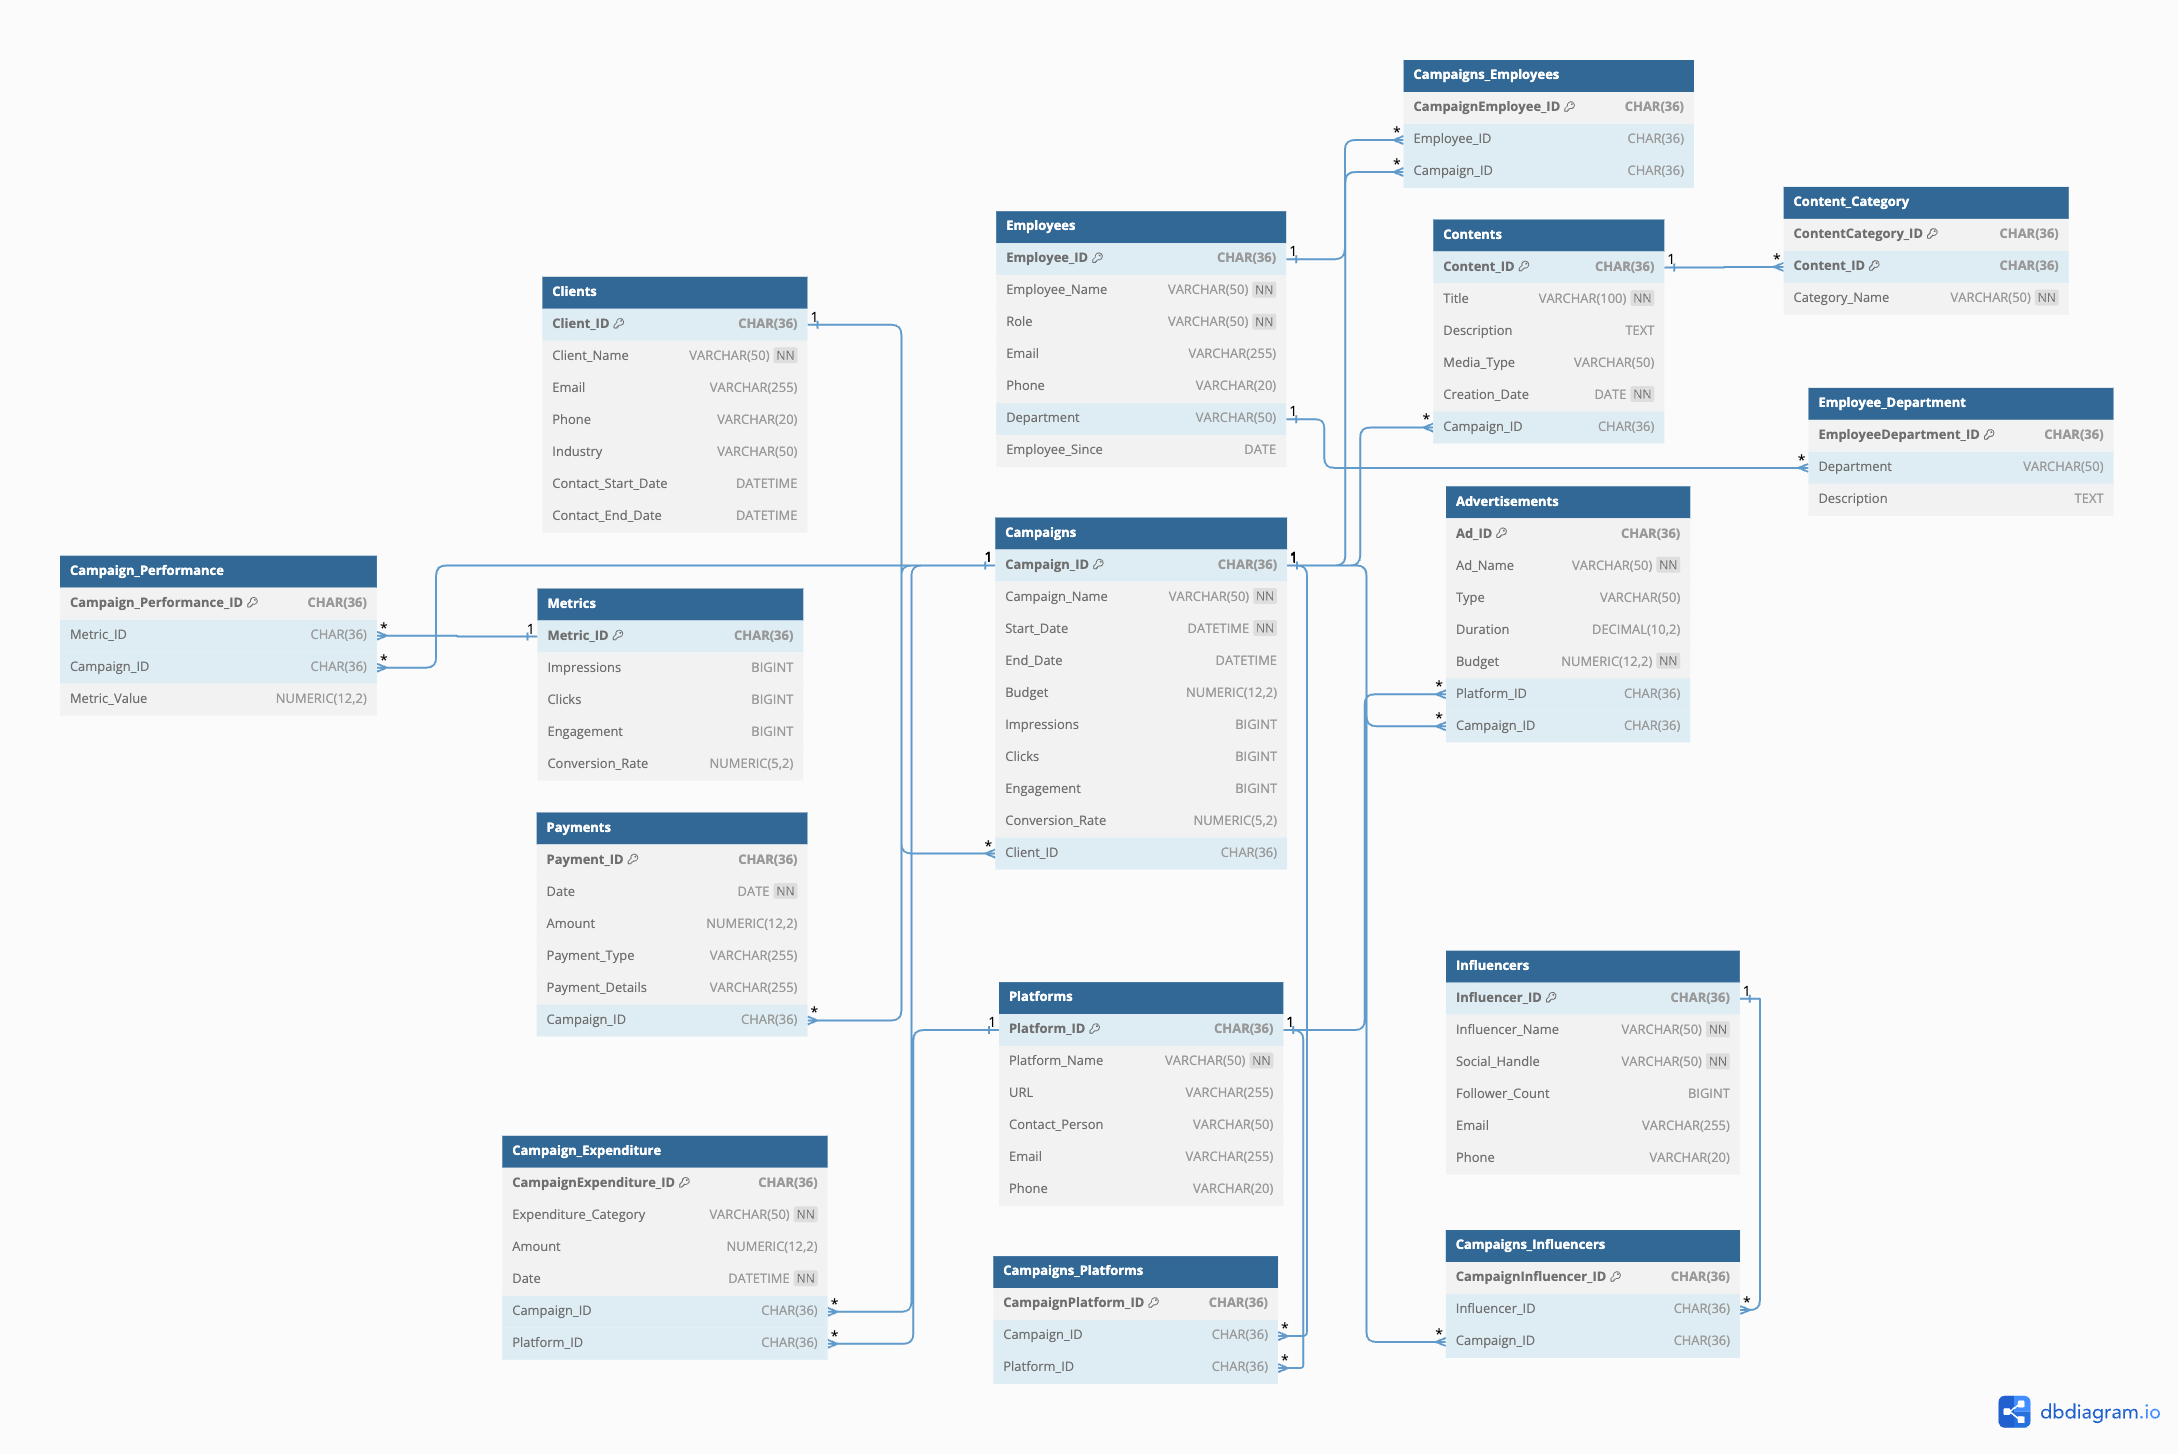 Campaigns_Employees
CampaignEmployee_ID CHAR(36)
* Employee_ID CHAR(36)
* Campaign_ID CHAR(36)
Content_Category
ContentCategory_ID CHAR(36)
* Content_ID CHAR(36)
Category_Name VARCHAR(50) NN
Employees
Employee_ID CHAR(36) 1
Employee_Name VARCHAR(50) NN
Role VARCHAR(50) NN
Email VARCHAR(255)
Phone VARCHAR(20)
Department VARCHAR(50) 1
Employee_Since DATE
Contents
Content_ID CHAR(36) 1
Title VARCHAR(100) NN
Description TEXT
Media_Type VARCHAR(50)
Creation_Date DATE NN
* Campaign_ID CHAR(36)
Clients
Client_ID CHAR(36) 1
Client_Name VARCHAR(50) NN
Email VARCHAR(255)
Phone VARCHAR(20)
Industry VARCHAR(50)
Contact_Start_Date DATETIME
Contact_End_Date DATETIME
Employee_Department
EmployeeDepartment_ID CHAR(36)
* Department VARCHAR(50)
Description TEXT
Campaign_Performance
Campaign_Performance_ID CHAR(36)
Metric_ID CHAR(36) *
Campaign_ID CHAR(36) *
Metric_Value NUMERIC(12,2)
Metrics
1 Metric_ID CHAR(36)
Impressions BIGINT
Clicks BIGINT
Engagement BIGINT
Conversion_Rate NUMERIC(5,2)
Campaigns
1 Campaign_ID CHAR(36) 1
Campaign_Name VARCHAR(50) NN
Start_Date DATETIME NN
End_Date DATETIME
Budget NUMERIC(12,2)
Impressions BIGINT
Clicks BIGINT
Engagement BIGINT
Conversion_Rate NUMERIC(5,2)
* Client_ID CHAR(36)
Advertisements
Ad_ID CHAR(36)
Ad_Name VARCHAR(50) NN
Type VARCHAR(50)
Duration DECIMAL(10,2)
Budget NUMERIC(12,2) NN
* Platform_ID CHAR(36)
* Campaign_ID CHAR(36)
Payments
Payment_ID CHAR(36)
Date DATE NN
Amount NUMERIC(12,2)
Payment_Type VARCHAR(255)
Payment_Details VARCHAR(255)
Campaign_ID CHAR(36) *
Platforms
1 Platform_ID CHAR(36) 1
Platform_Name VARCHAR(50) NN
URL VARCHAR(255)
Contact_Person VARCHAR(50)
Email VARCHAR(255)
Phone VARCHAR(20)
Influencers
Influencer_ID CHAR(36) 1
Influencer_Name VARCHAR(50) NN
Social_Handle VARCHAR(50) NN
Follower_Count BIGINT
Email VARCHAR(255)
Phone VARCHAR(20)
Campaign_Expenditure
CampaignExpenditure_ID CHAR(36)
Expenditure_Category VARCHAR(50) NN
Amount NUMERIC(12,2)
Date DATETIME NN
Campaign_ID CHAR(36) *
Platform_ID CHAR(36) *
Campaigns_Platforms
CampaignPlatform_ID CHAR(36)
Campaign_ID CHAR(36) *
Platform_ID CHAR(36) *
Campaigns_Influencers
CampaignInfluencer_ID CHAR(36)
Influencer_ID CHAR(36) *
* Campaign_ID CHAR(36)
dbdiagram.io